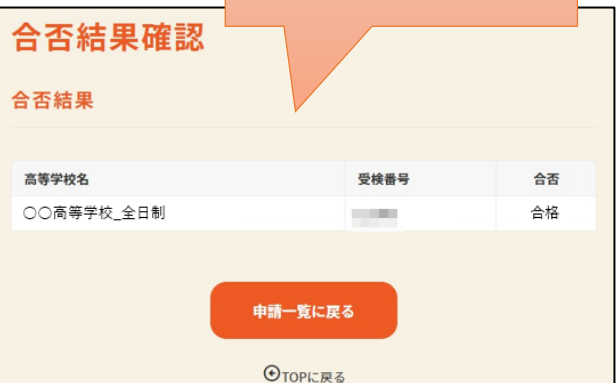 合否結果確認
合否結果
高等学校名 受検番号 合否
○○高等学校_全日制 合格
申請一覧に戻る
TOPに戻る